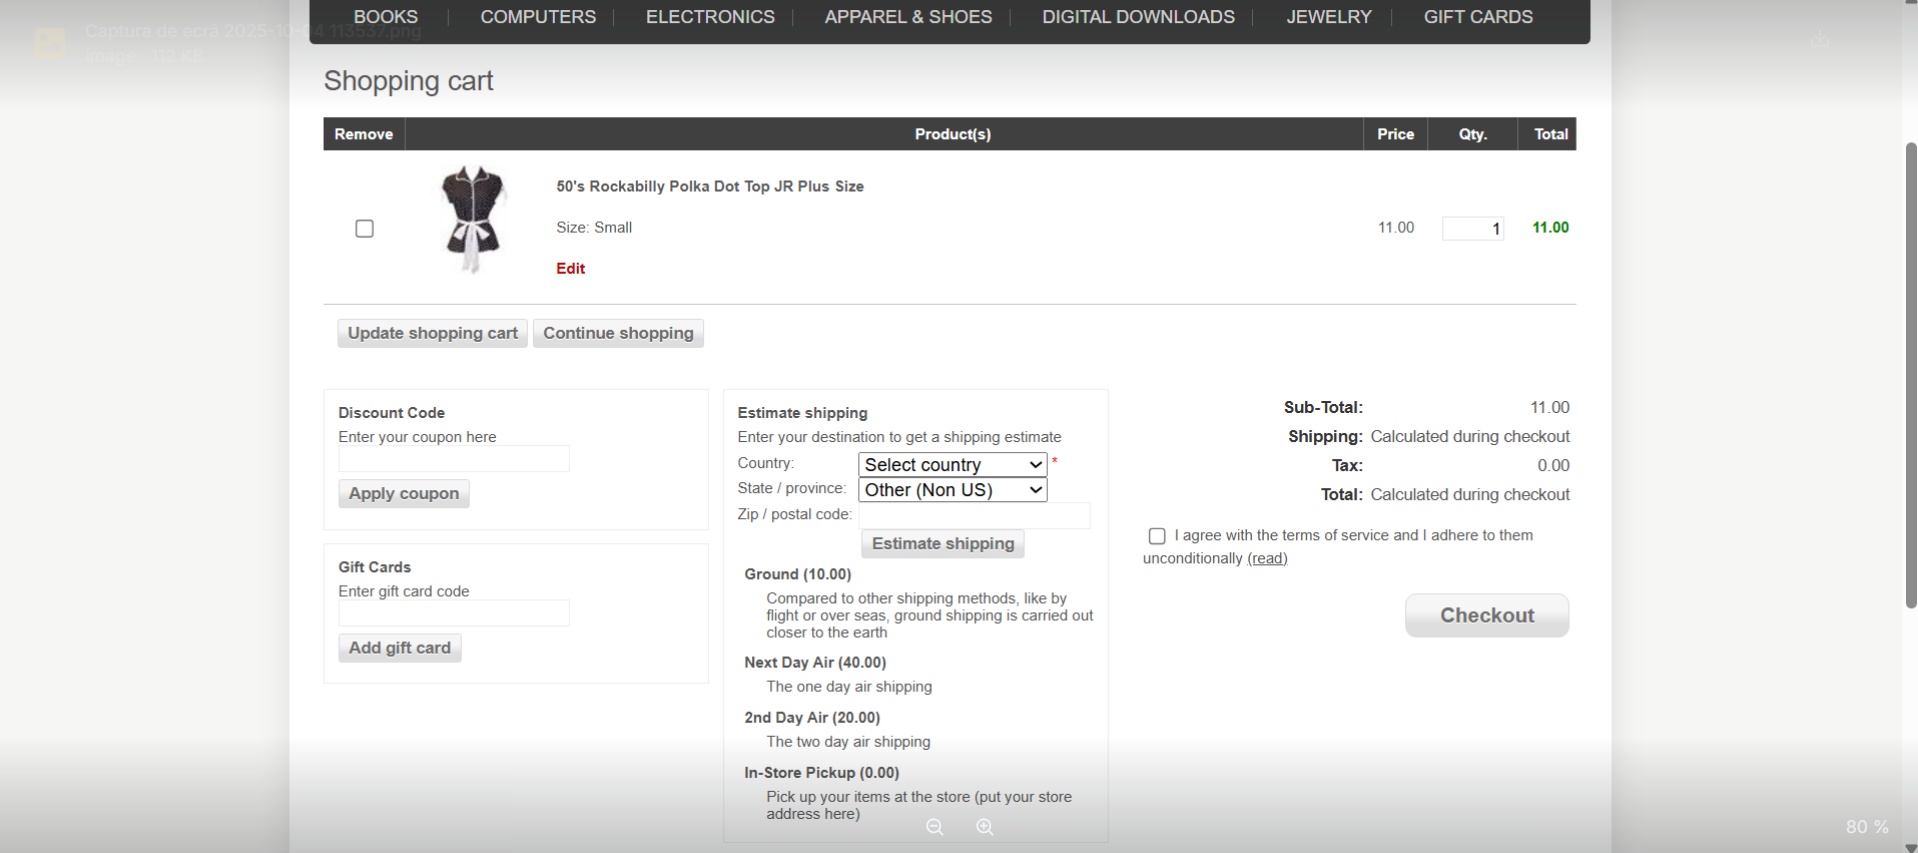 BOOKS COMPUTERS ELECTRONICS APPAREL & SHOES DIGITAL DOWNLOADS JEWELRY GIFT CARDS
Captura de ecrã 2025-10-04 113537.png
Shopping cart
Remove Product(s) Price Qty. Total
50's Rockabilly Polka Dot Top JR Plus Size
Size: Small 11.00 1 11.00
Edit
Update shopping cart Continue shopping
Discount Code
Enter your coupon here
Apply coupon
Gift Cards
Enter gift card code
Add gift card
Estimate shipping
Enter your destination to get a shipping estimate
Country: Select country *
State / province: Other (Non US)
Zip / postal code:
Estimate shipping
Ground (10.00)
Compared to other shipping methods, like by
flight or over seas, ground shipping is carried out
closer to the earth
Next Day Air (40.00)
The one day air shipping
2nd Day Air (20.00)
The two day air shipping
In-Store Pickup (0.00)
Pick up your items at the store (put your store
address here)
Sub-Total: 11.00
Shipping: Calculated during checkout
Tax: 0.00
Total: Calculated during checkout
I agree with the terms of service and I adhere to them
unconditionally (read)
Checkout
80 %